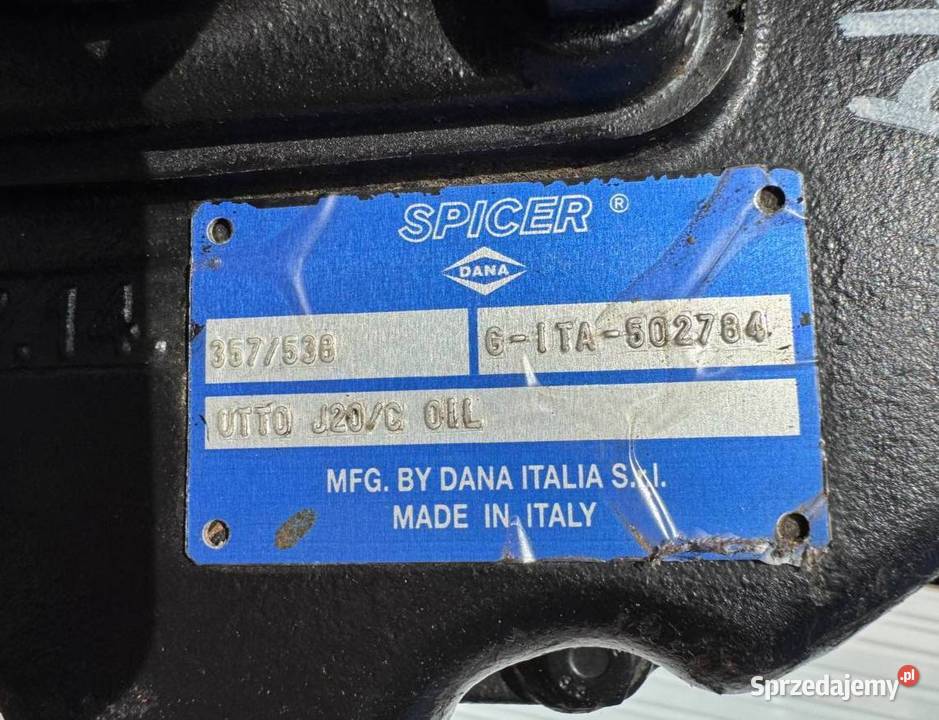 SPICER ®
DANA
357/538 G-ITA-502784
UTTO J20/C OIL
MFG. BY DANA ITALIA S.r.l.
MADE IN ITALY
Sprzedajemy.pl